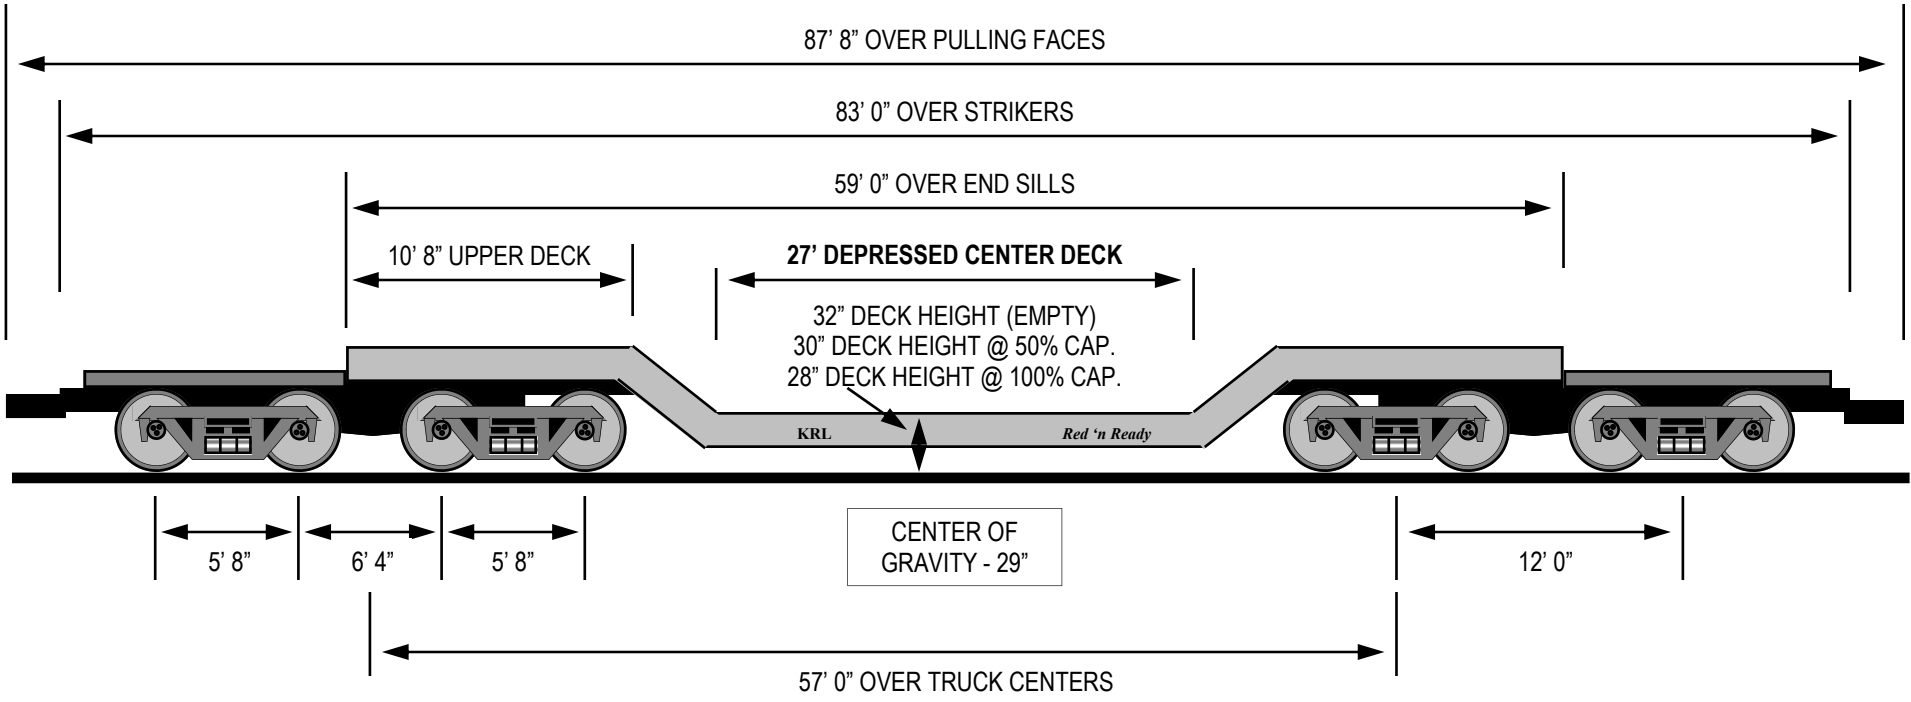 87’ 8” OVER PULLING FACES
83’ 0” OVER STRIKERS
59’ 0” OVER END SILLS
10’ 8” UPPER DECK
27’ DEPRESSED CENTER DECK
32” DECK HEIGHT (EMPTY)
30” DECK HEIGHT @ 50% CAP.
28” DECK HEIGHT @ 100% CAP.
KRL
Red ‘n Ready
CENTER OF
GRAVITY - 29”
5’ 8”
6’ 4”
5’ 8”
12’ 0”
57’ 0” OVER TRUCK CENTERS